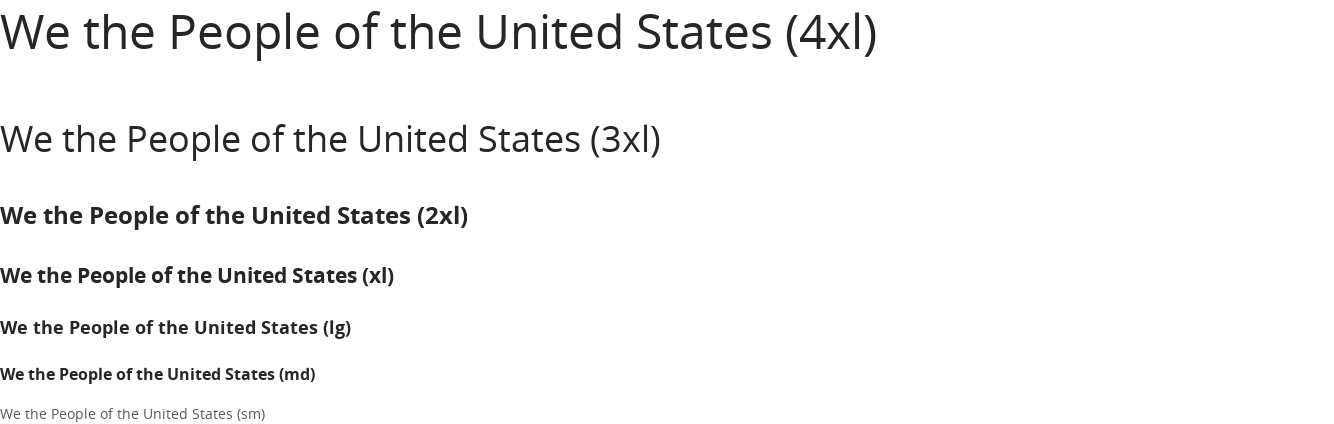 We the People of the United States (4xl)
We the People of the United States (3xl)
We the People of the United States (2xl)
We the People of the United States (xl)
We the People of the United States (lg)
We the People of the United States (md)
We the People of the United States (sm)